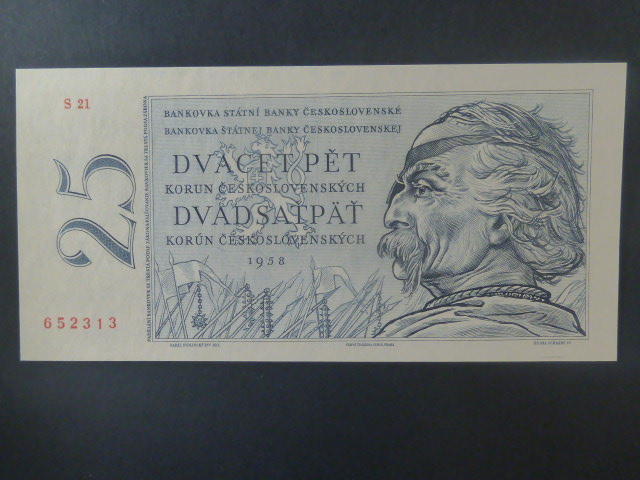 S 21
25
652313
BANKOVKA STÁTNÍ BANKY ČESKOSLOVENSKÉ
BANKOVKA ŠTÁTNEJ BANKY ČESKOSLOVENSKEJ
DVACET PĚT
KORUN ČESKOSLOVENSKÝCH
DVADSAŤPÄŤ
KORÚN ČESKOSLOVENSKÝCH
1958